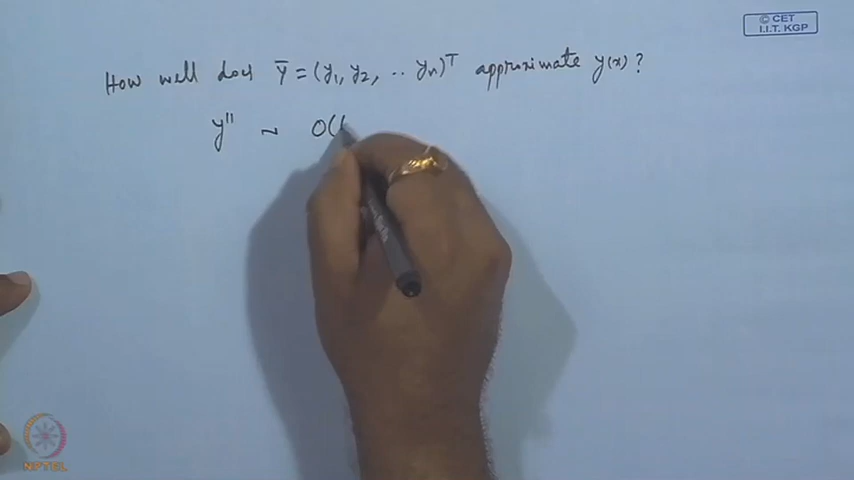 © CET
I.I.T. KGP
How well does ȳ = (y₁, y₂, .. yₙ)ᵀ approximate y(x) ?
y'' ~ O(
NPTEL